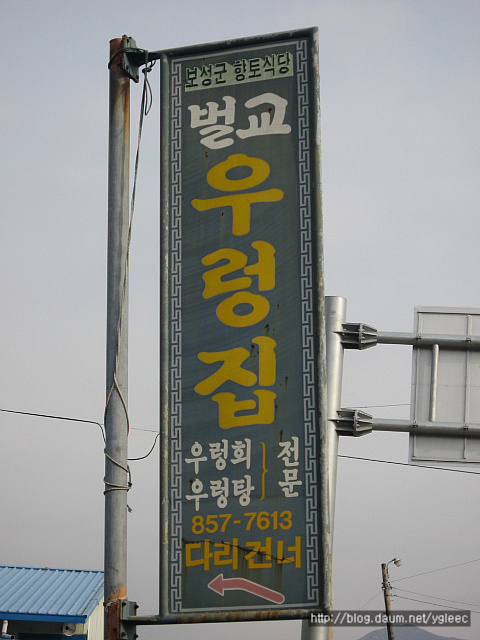 보성군 향토식당
벌교
우렁집
우렁회
우렁탕
전문
857-7613
다리건너
http://blog.daum.net/ygleec